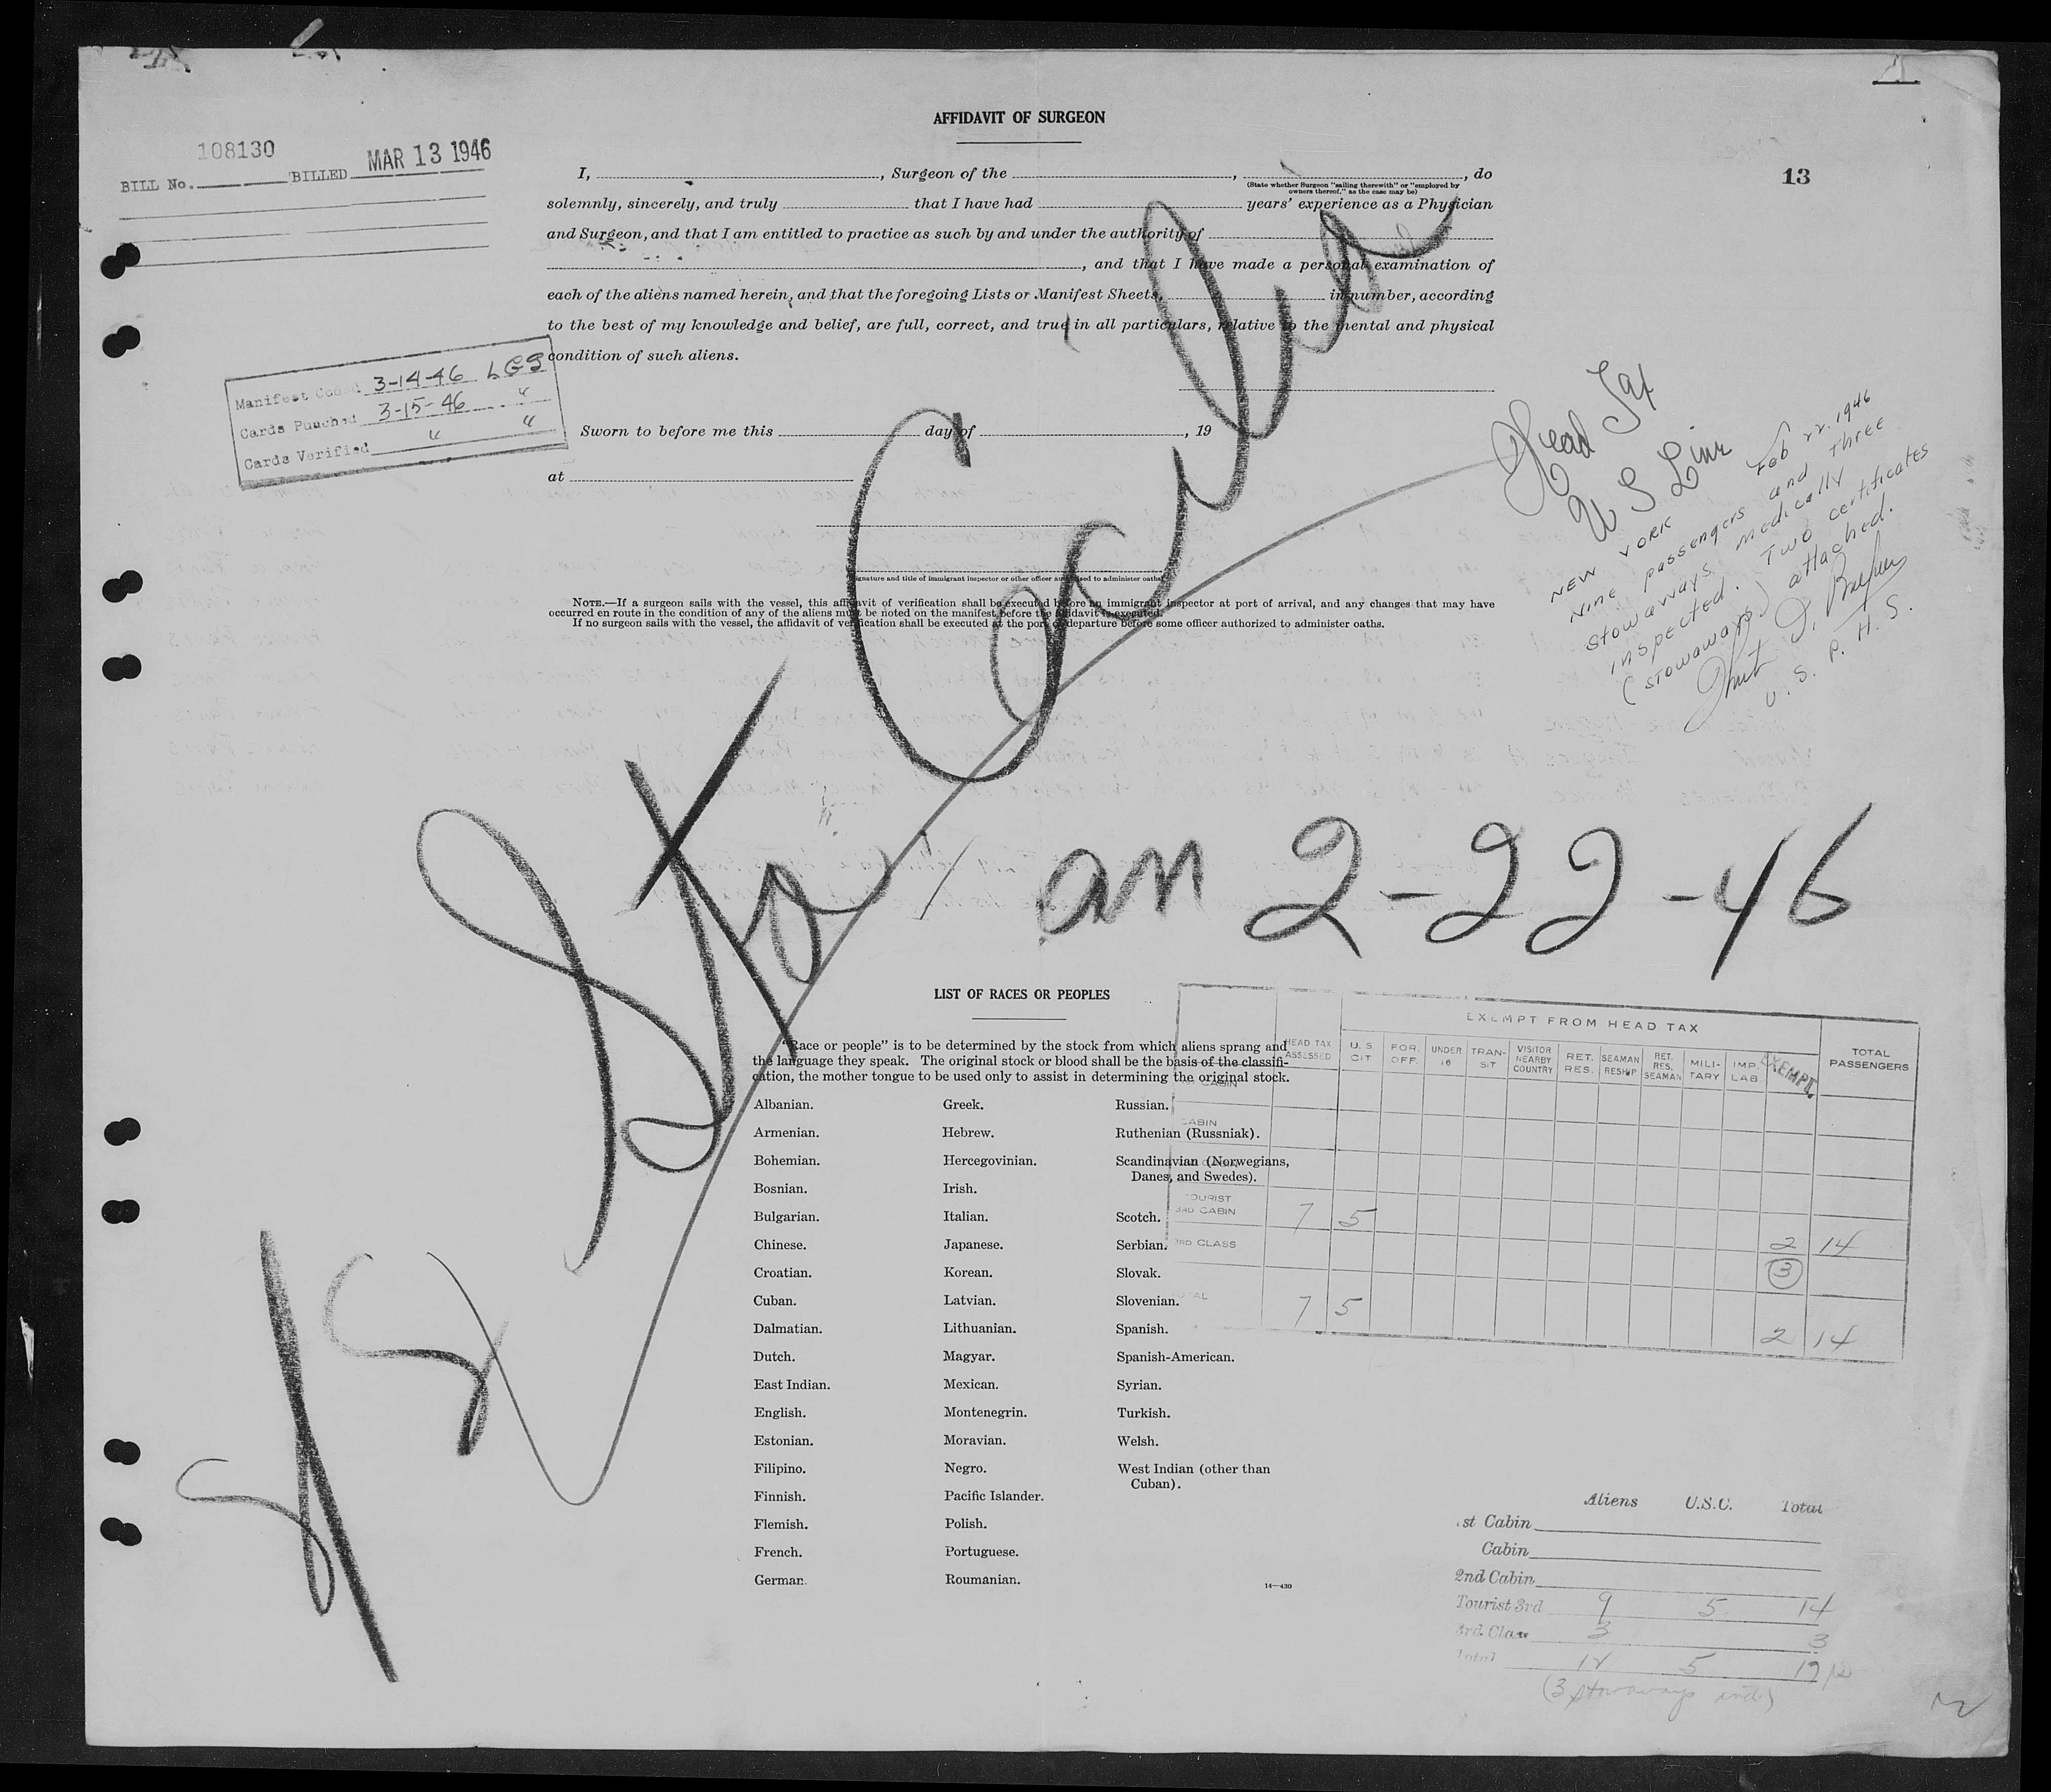 AFFIDAVIT OF SURGEON
108130
BILL No. BILLED MAR 13 1946
13
I, , Surgeon of the , , do
(State whether Surgeon "sailing therewith" or "employed by
owners thereof," as the case may be)
solemnly, sincerely, and truly that I have had years' experience as a Physician
and Surgeon, and that I am entitled to practice as such by and under the authority of
, and that I have made a personal examination of
each of the aliens named herein, and that the foregoing Lists or Manifest Sheets, in number, according
to the best of my knowledge and belief, are full, correct, and true in all particulars, relative to the mental and physical
condition of such aliens.
Manifest Coded 3-14-46 LGS
Cards Punched 3-15-46 "
Cards Verified " "
Sworn to before me this day of , 19
at
Head Tax
U S Line
New York Feb 22. 1946
Nine passengers and three
stowaways medically
inspected. Two certificates
(stowaways) attached.
U. S. P. H. S.
signature and title of immigrant inspector or other officer authorized to administer oaths
NOTE.—If a surgeon sails with the vessel, this affidavit of verification shall be executed before an immigrant inspector at port of arrival, and any changes that may have
occurred en route in the condition of any of the aliens must be noted on the manifest before the affidavit is executed.
If no surgeon sails with the vessel, the affidavit of verification shall be executed at the port of departure before some officer authorized to administer oaths.
SS
an 2-22-46
LIST OF RACES OR PEOPLES
"Race or people" is to be determined by the stock from which aliens sprang and
the language they speak. The original stock or blood shall be the basis of the classifi-
cation, the mother tongue to be used only to assist in determining the original stock.
Albanian. Greek. Russian.
Armenian. Hebrew. Ruthenian (Russniak).
Bohemian. Hercegovinian. Scandinavian (Norwegians,
Danes, and Swedes).
Bosnian. Irish.
Bulgarian. Italian. Scotch.
Chinese. Japanese. Serbian.
Croatian. Korean. Slovak.
Cuban. Latvian. Slovenian.
Dalmatian. Lithuanian. Spanish.
Dutch. Magyar. Spanish-American.
East Indian. Mexican. Syrian.
English. Montenegrin. Turkish.
Estonian. Moravian. Welsh.
Filipino. Negro. West Indian (other than
Cuban).
Finnish. Pacific Islander.
Flemish. Polish.
French. Portuguese.
German. Roumanian.
14—430
EXEMPT FROM HEAD TAX
HEAD TAX ASSESSED U. S. CIT FOR. OFF. UNDER 16 TRAN-SIT VISITOR NEARBY COUNTRY RET. RES. SEAMAN RESHIP RET. RES. SEAMAN MILI-TARY IMP. LAB. EXEMPT TOTAL PASSENGERS
CABIN
CABIN
TOURIST
3RD CABIN 7 5 2 14
3RD CLASS 3
TOTAL 7 5 2 14
Aliens U.S.C. Total
1st Cabin
Cabin
2nd Cabin
Tourist 3rd 9 5 14
3rd Class 3 3
Total 12 5 17
(3 stowaways incl)